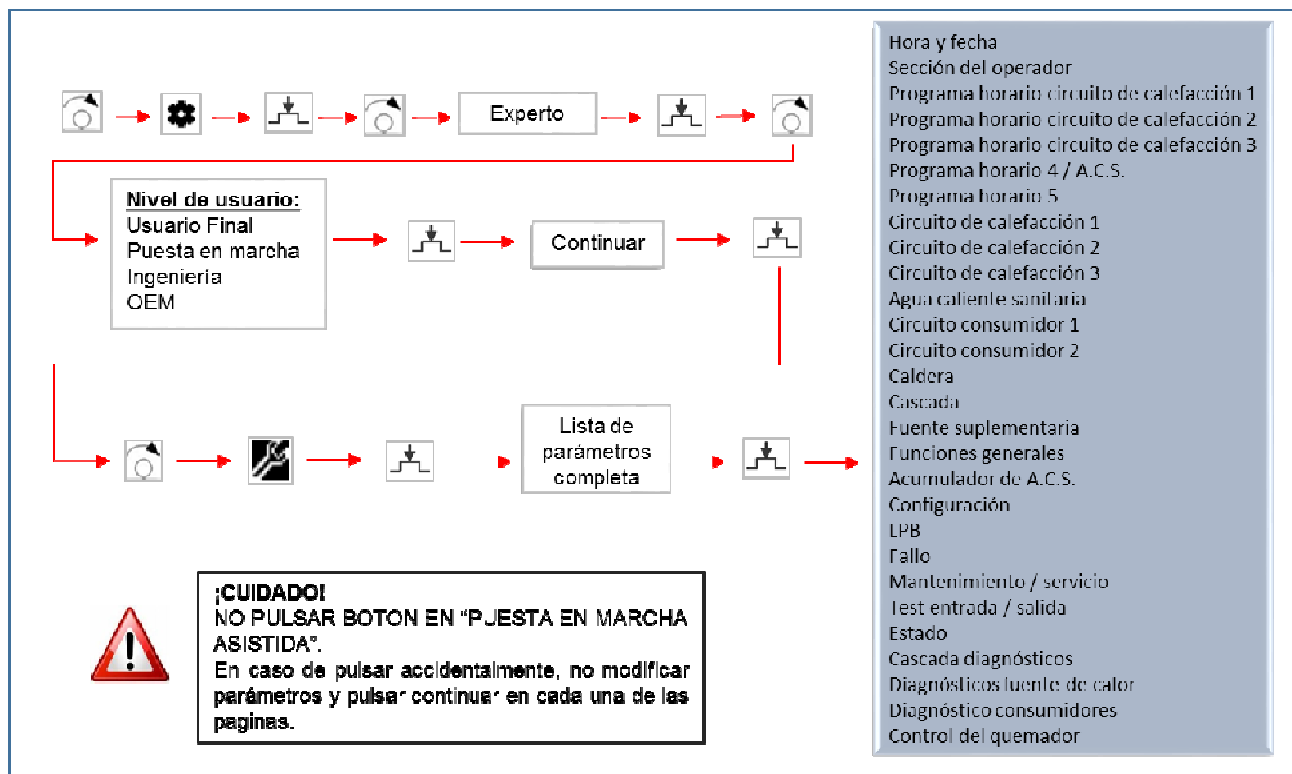 Experto
Nivel de usuario:
Usuario Final
Puesta en marcha
Ingenieria
OEM
Continuar
Lista de
parámetros
completa
¡CUIDADO!
NO PULSAR BOTON EN “PUESTA EN MARCHA
ASISTIDA”.
En caso de pulsar accidentalmente, no modificar
parámetros y pulsar continuar en cada una de las
paginas.
Hora y fecha
Sección del operador
Programa horario circuito de calefacción 1
Programa horario circuito de calefacción 2
Programa horario circuito de calefacción 3
Programa horario 4 / A.C.S.
Programa horario 5
Circuito de calefacción 1
Circuito de calefacción 2
Circuito de calefacción 3
Agua caliente sanitaria
Circuito consumidor 1
Circuito consumidor 2
Caldera
Cascada
Fuente suplementaria
Funciones generales
Acumulador de A.C.S.
Configuración
LPB
Fallo
Mantenimiento / servicio
Test entrada / salida
Estado
Cascada diagnósticos
Diagnósticos fuente de calor
Diagnóstico consumidores
Control del quemador